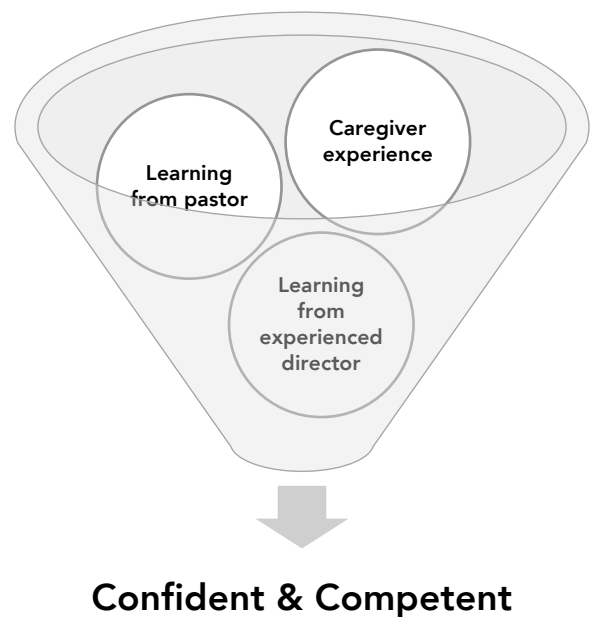 Caregiver
experience
Learning
from pastor
Learning
from
experienced
director
Confident & Competent